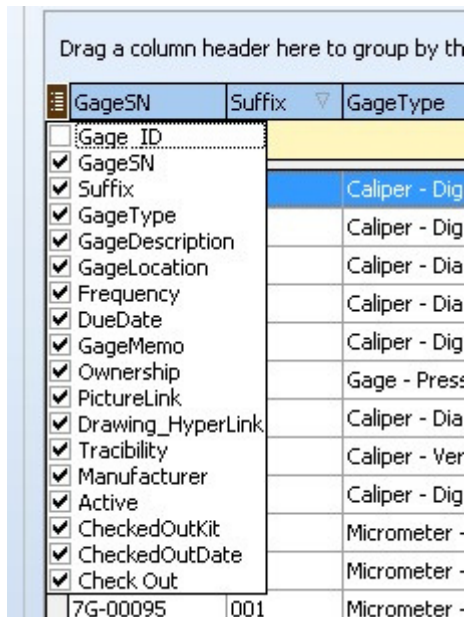 Drag a column header here to group by th
GageSN Suffix GageType
Gage_ID
GageSN
Suffix Caliper - Dig
GageType
GageDescription Caliper - Dig
GageLocation Caliper - Dia
Frequency
DueDate Caliper - Dia
GageMemo Caliper - Dig
Ownership
PictureLink Gage - Press
Drawing_HyperLink Caliper - Dia
Tracibility Caliper - Ver
Manufacturer
Active Caliper - Dig
CheckedOutKit Micrometer -
CheckedOutDate
Check Out Micrometer -
7G-00095 001 Micrometer -